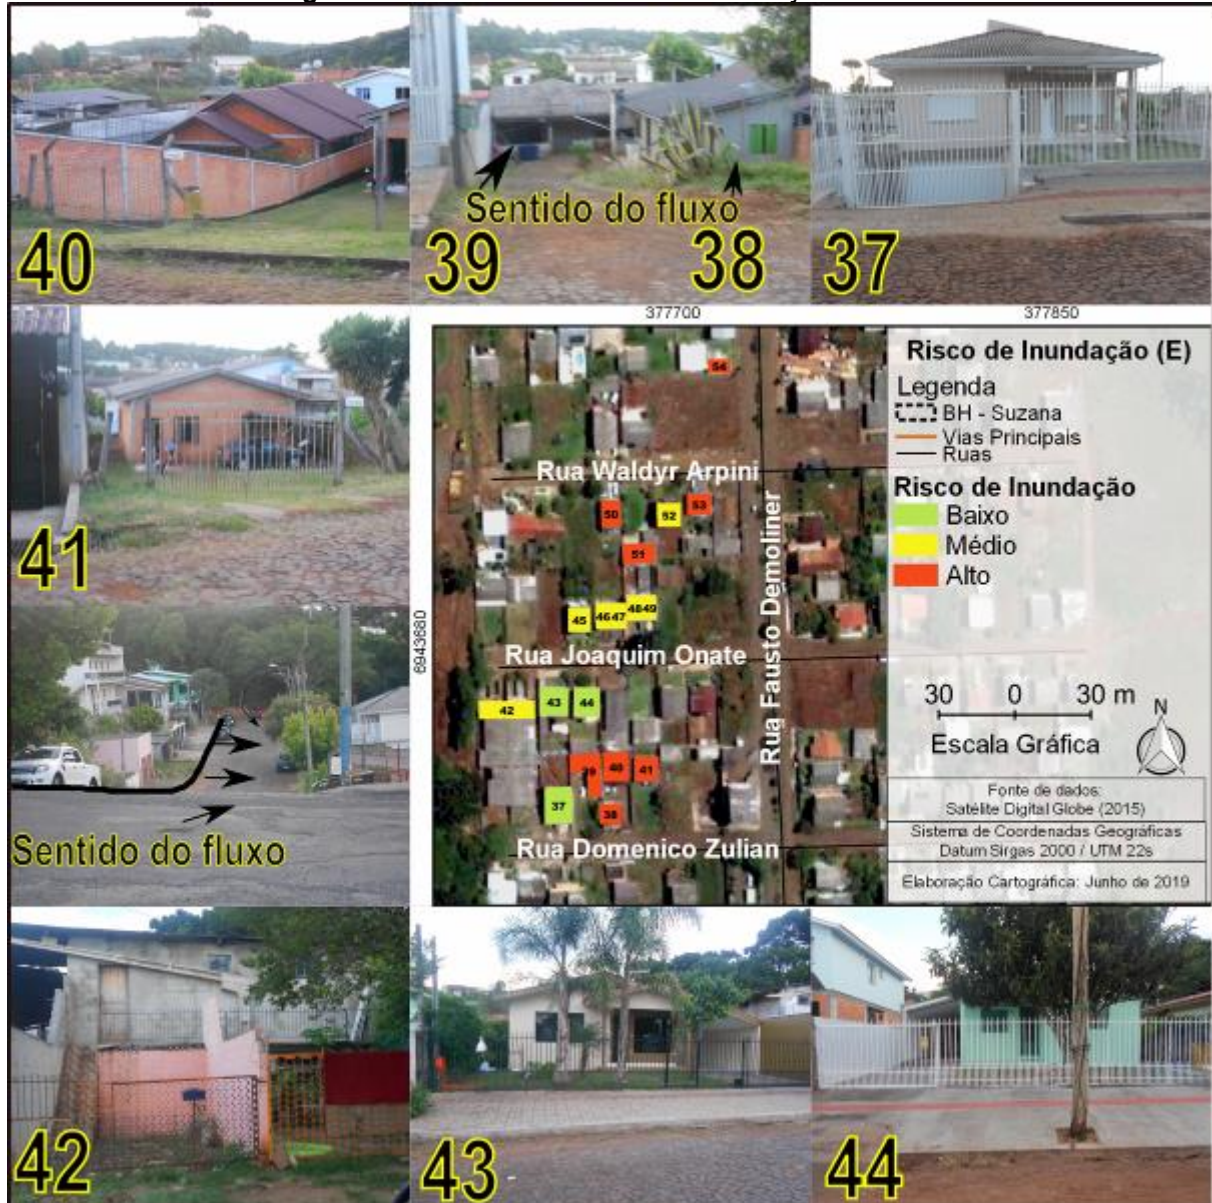 40
Sentido do fluxo
39
38
37
377700
377850
41
6943680
Rua Waldyr Arpini
Rua Joaquim Onate
Rua Fausto Demoliner
Rua Domenico Zulian
54
50
52
53
51
45
46 47
48 49
42
43
44
39
40
41
37
38
Risco de Inundação (E)
Legenda
BH - Suzana
Vias Principais
Ruas
Risco de Inundação
Baixo
Médio
Alto
30 0 30 m
N
Escala Gráfica
Fonte de dados:
Satélite Digital Globe (2015)
Sistema de Coordenadas Geográficas
Datum Sirgas 2000 / UTM 22s
Elaboração Cartográfica: Junho de 2019
Sentido do fluxo
42
43
44